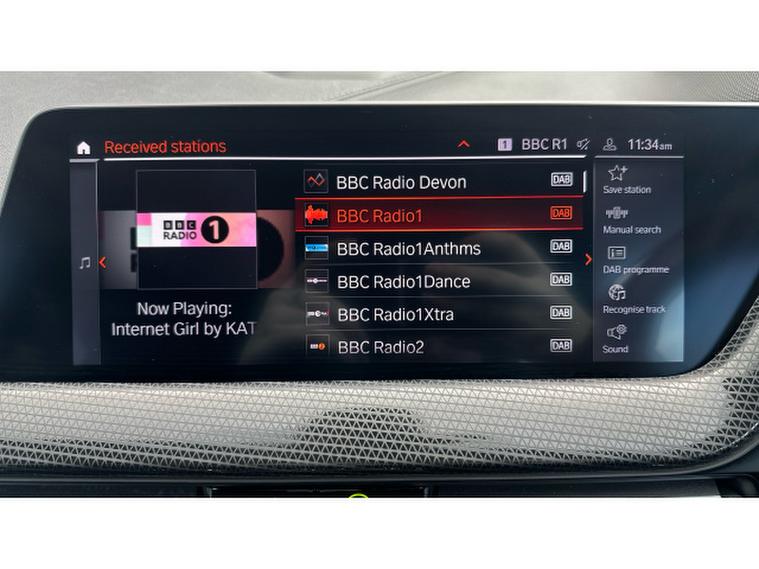 Received stations
1 BBC R1
11:34am
BBC RADIO 1
Now Playing:
Internet Girl by KAT
BBC Radio Devon DAB
BBC Radio1 DAB
BBC Radio1Anthms DAB
BBC Radio1Dance DAB
BBC Radio1Xtra DAB
BBC Radio2 DAB
Save station
Manual search
DAB programme
Recognise track
Sound